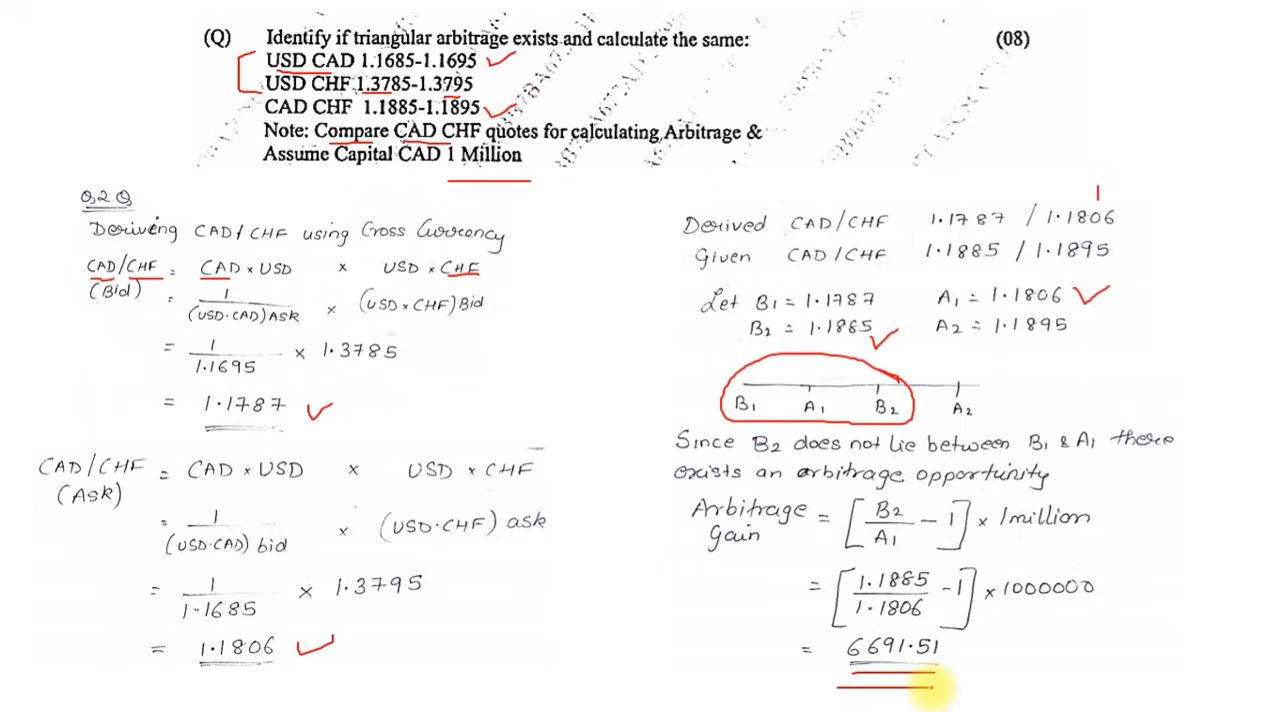 (Q) Identify if triangular arbitrage exists and calculate the same: (08)
USD CAD 1.1685-1.1695
USD CHF 1.3785-1.3795
CAD CHF 1.1885-1.1895
Note: Compare CAD CHF quotes for calculating Arbitrage &
Assume Capital CAD 1 Million
Q2Q
Deriving CAD/CHF using Cross Currency
CAD/CHF = CAD × USD × USD × CHF
(Bid)
= 1 / (USD·CAD) ASK × (USD × CHF) Bid
= 1 / 1.1695 × 1.3785
= 1.1787
CAD/CHF = CAD × USD × USD × CHF
(Ask)
= 1 / (USD·CAD) bid × (USD·CHF) ask
= 1 / 1.1685 × 1.3795
= 1.1806
Derived CAD/CHF 1.1787 / 1.1806
Given CAD/CHF 1.1885 / 1.1895
Let B1 = 1.1787 A1 = 1.1806
B2 = 1.1885 A2 = 1.1895
B1 A1 B2 A2
Since B2 does not lie between B1 & A1 there
exists an arbitrage opportunity
Arbitrage gain = [B2 / A1 - 1] × 1million
= [1.1885 / 1.1806 - 1] × 1000000
= 6691.51